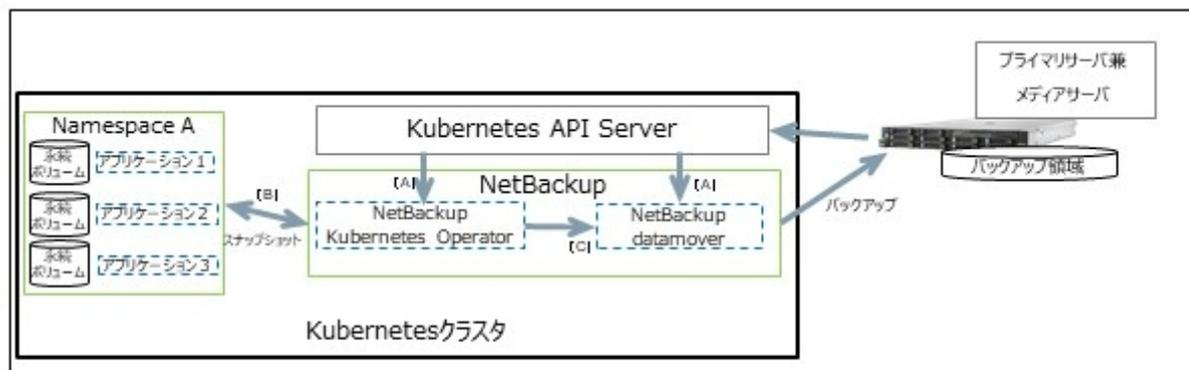 プライマリサーバ兼
メディアサーバ
バックアップ領域
Namespace A
永続
ボリューム
アプリケーション1
永続
ボリューム
アプリケーション2
永続
ボリューム
アプリケーション3
[B]
スナップショット
Kubernetes API Server
[A]
[A]
NetBackup
NetBackup
Kubernetes Operator
[C]
NetBackup
datamover
バックアップ
Kubernetesクラスタ